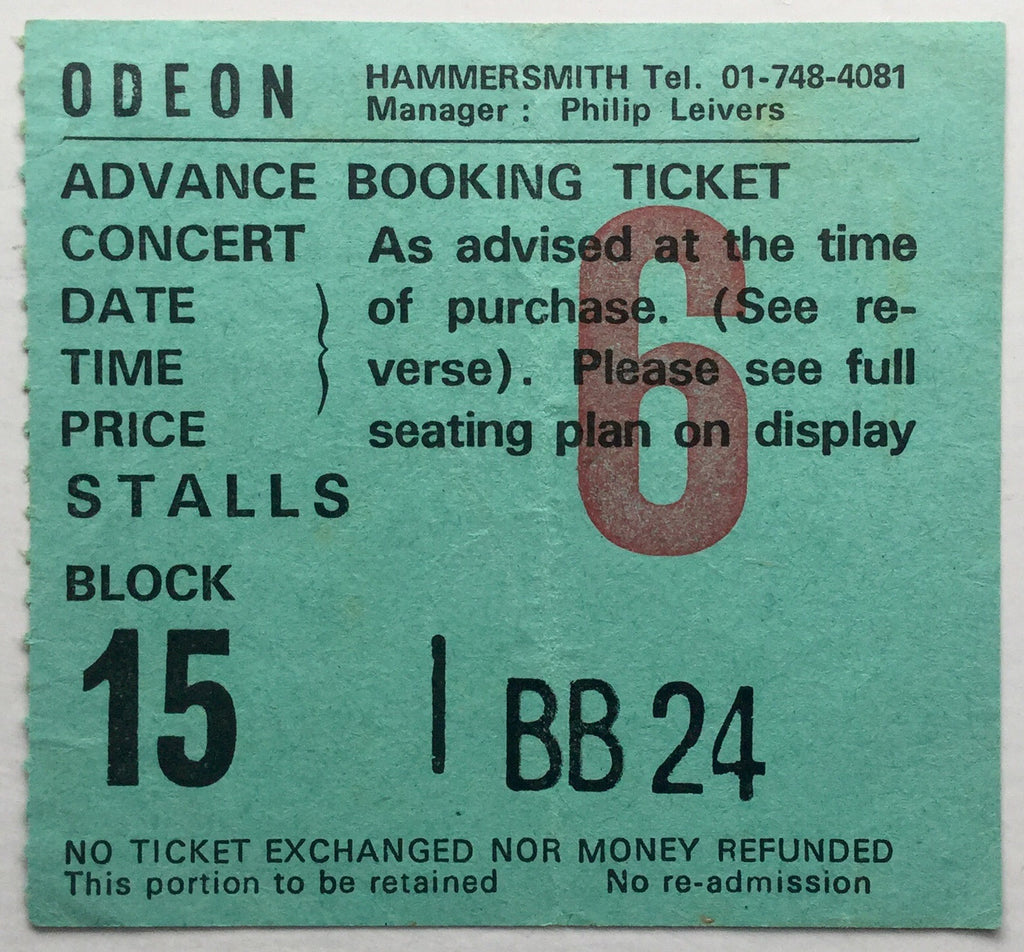 ODEON HAMMERSMITH Tel. 01-748-4081
Manager : Philip Leivers
ADVANCE BOOKING TICKET
CONCERT As advised at the time
DATE of purchase. (See re-
TIME verse). Please see full
PRICE seating plan on display
6
STALLS
BLOCK
15 | BB 24
NO TICKET EXCHANGED NOR MONEY REFUNDED
This portion to be retained No re-admission